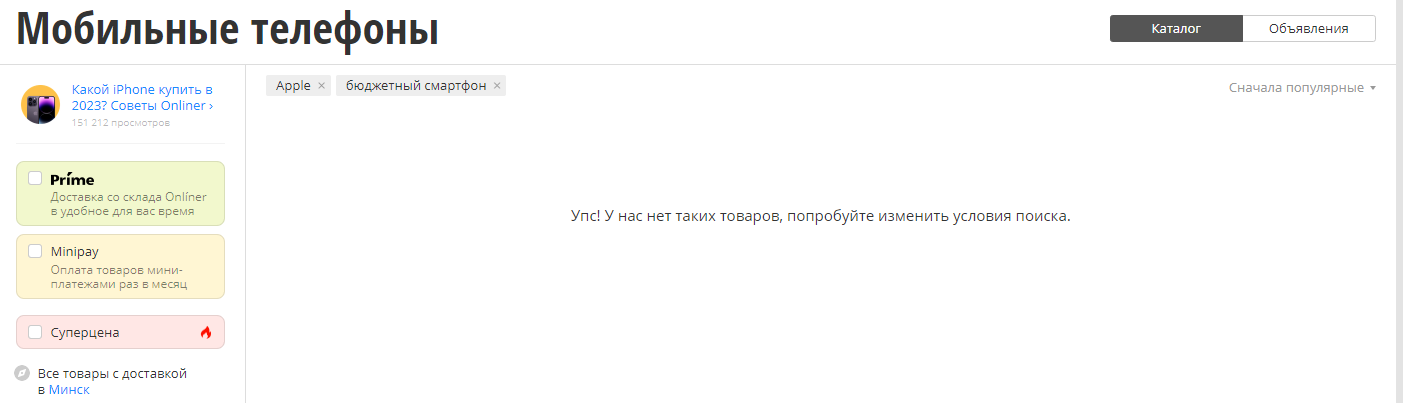 Мобильные телефоны
Каталог
Объявления
Какой iPhone купить в
2023? Советы Onliner ›
151 212 просмотров
Apple ×
бюджетный смартфон ×
Сначала популярные
Príme
Доставка со склада Onlíner
в удобное для вас время
Minipay
Оплата товаров мини-
платежами раз в месяц
Суперцена
Все товары с доставкой
в Минск
Упс! У нас нет таких товаров, попробуйте изменить условия поиска.